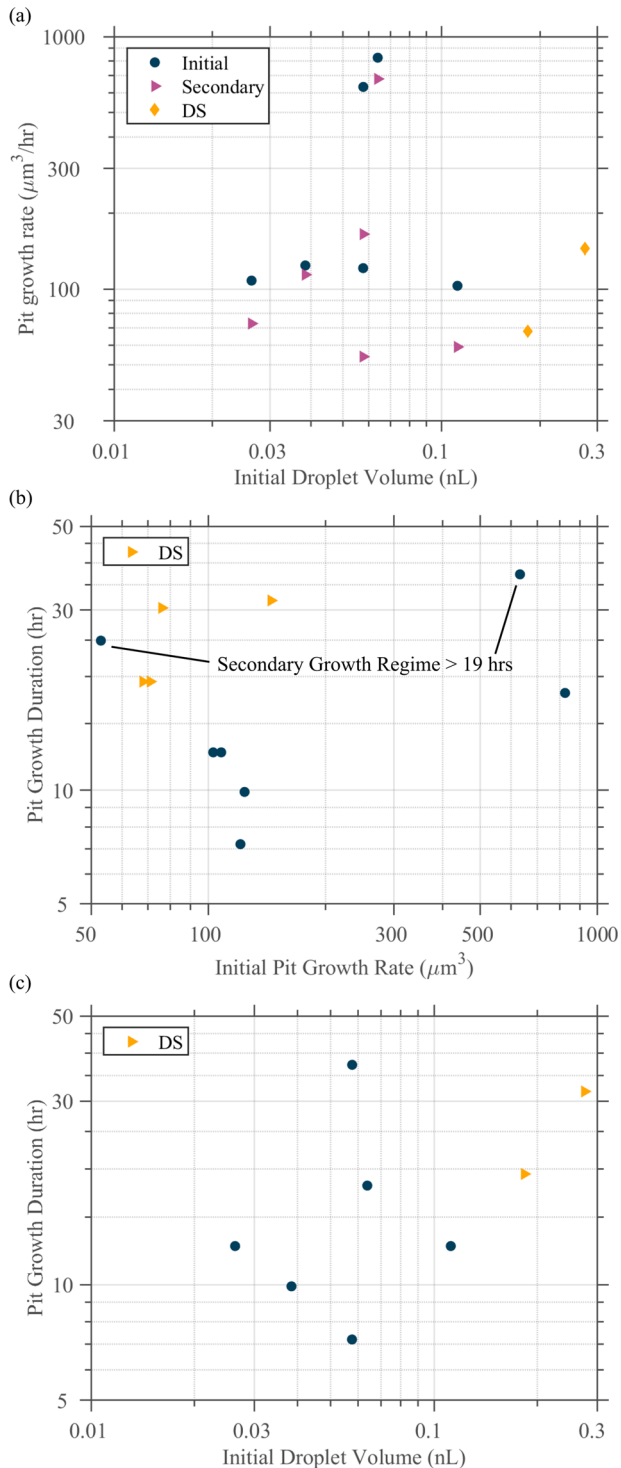 (a)
1000
300
100
30
Pit growth rate (μm³/hr)
Initial
Secondary
DS
0.01
0.03
0.1
0.3
Initial Droplet Volume (nL)
(b)
50
30
10
5
Pit Growth Duration (hr)
DS
Secondary Growth Regime > 19 hrs
50
100
300
500
1000
Initial Pit Growth Rate (μm³)
(c)
50
30
10
5
Pit Growth Duration (hr)
DS
0.01
0.03
0.1
0.3
Initial Droplet Volume (nL)